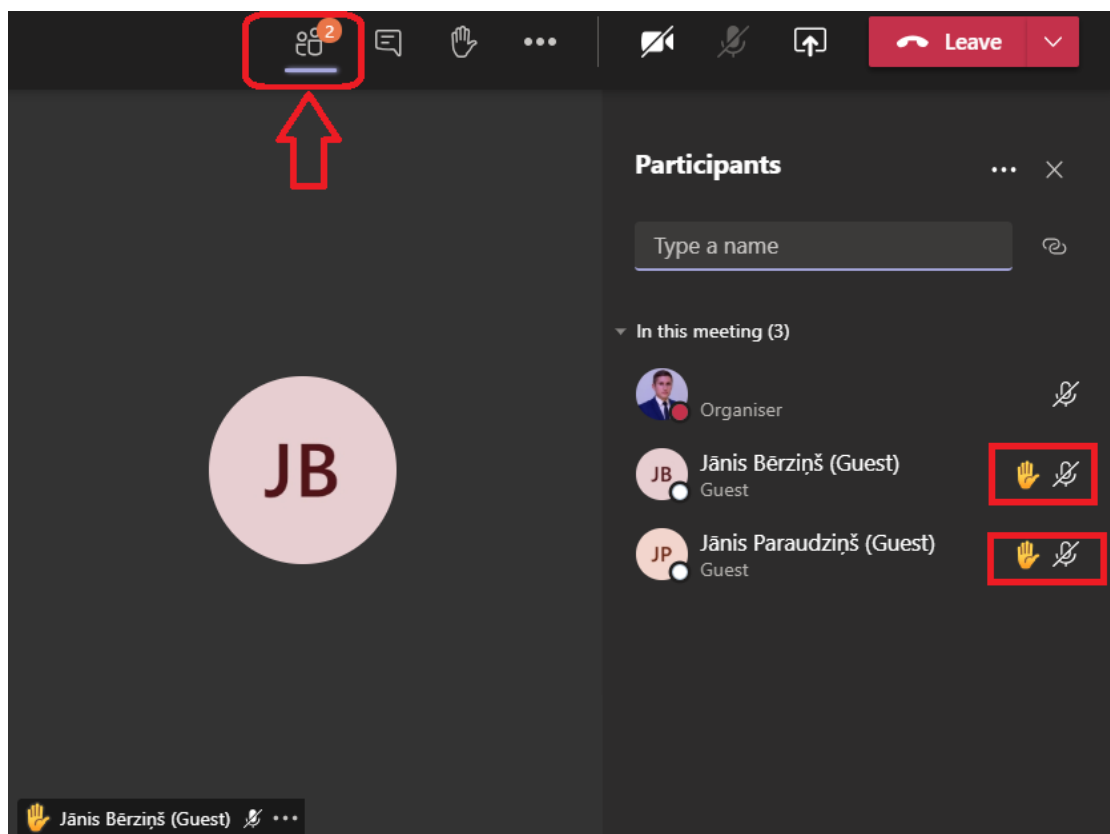 2
Leave
Participants
Type a name
In this meeting (3)
Organiser
JB
Jānis Bērziņš (Guest)
Guest
JP
Jānis Paraudziņš (Guest)
Guest
JB
Jānis Bērziņš (Guest)